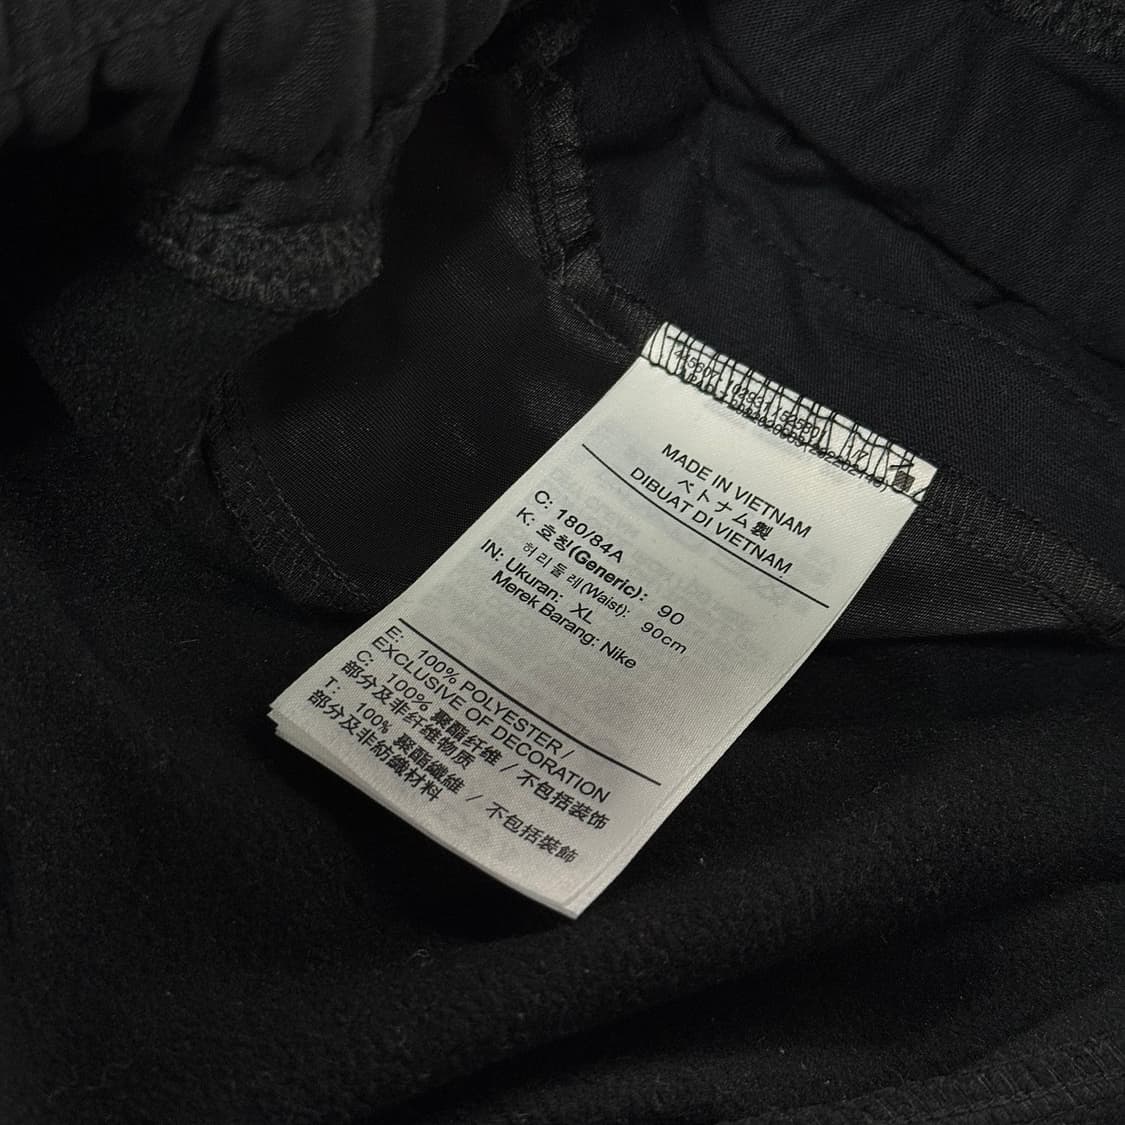 MADE IN VIETNAM
ベトナム製
DIBUAT DI VIETNAM.
C: 180/84A
K: 호칭(Generic): 90
허리둘레(Waist): 90cm
IN: Ukuran: XL
Merek Barang: Nike
E: 100% POLYESTER /
EXCLUSIVE OF DECORATION
C: 100% 聚酯纤维 / 不包括装饰
部分及非纤维物质
T: 100% 聚酯纖維 / 不包括裝飾
部分及非紡織材料